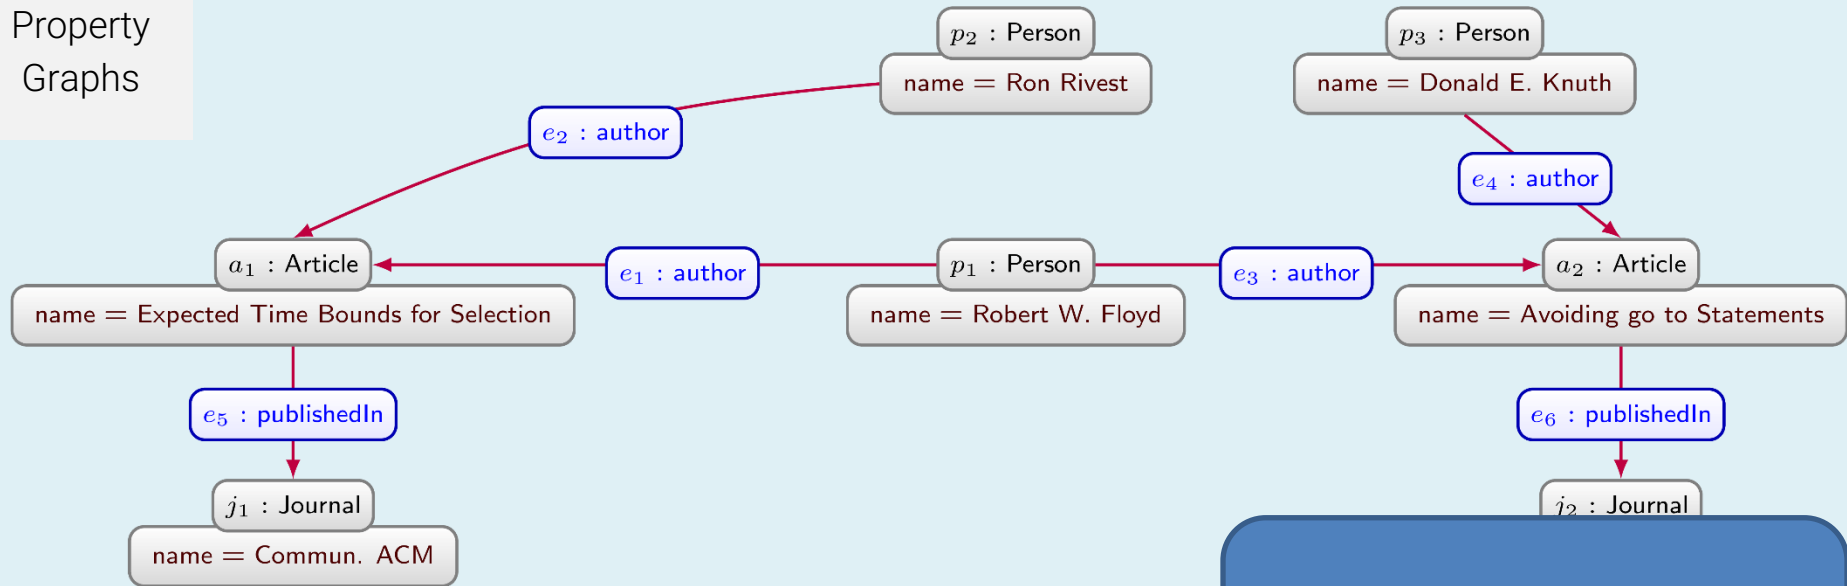 Property
Graphs
p₂ : Person
name = Ron Rivest
p₃ : Person
name = Donald E. Knuth
e₂ : author
e₄ : author
a₁ : Article
name = Expected Time Bounds for Selection
e₁ : author
p₁ : Person
name = Robert W. Floyd
e₃ : author
a₂ : Article
name = Avoiding go to Statements
e₅ : publishedIn
e₆ : publishedIn
j₁ : Journal
name = Commun. ACM
j₂ : Journal